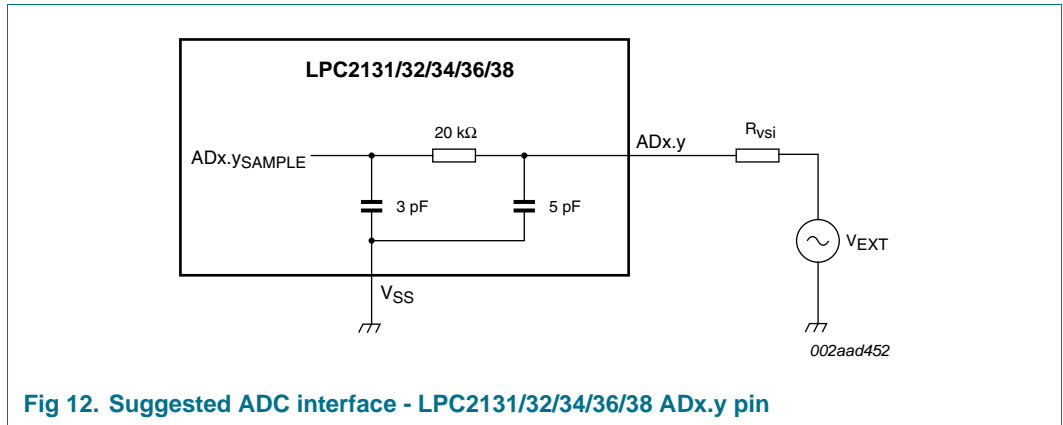 LPC2131/32/34/36/38
20 kΩ
ADx.y
Rvsi
ADx.ySAMPLE
3 pF
5 pF
VEXT
VSS
002aad452
Fig 12. Suggested ADC interface - LPC2131/32/34/36/38 ADx.y pin